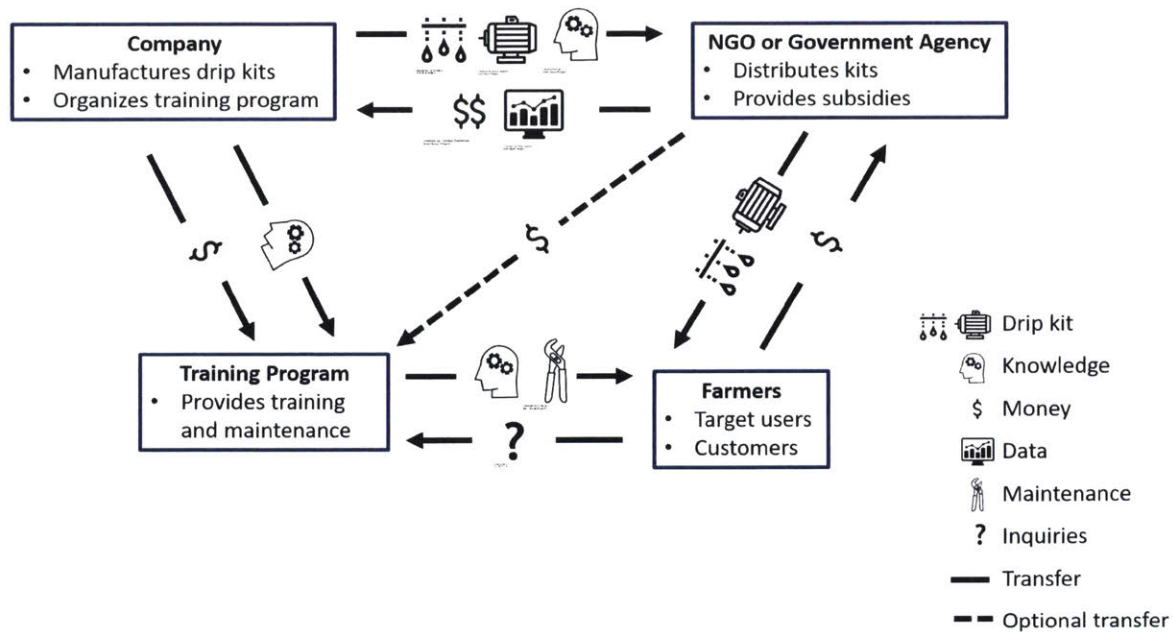 Company
• Manufactures drip kits
• Organizes training program
$$
NGO or Government Agency
• Distributes kits
• Provides subsidies
$
$
$
Training Program
• Provides training
and maintenance
?
Farmers
• Target users
• Customers
Drip kit
Knowledge
$ Money
Data
Maintenance
? Inquiries
Transfer
Optional transfer